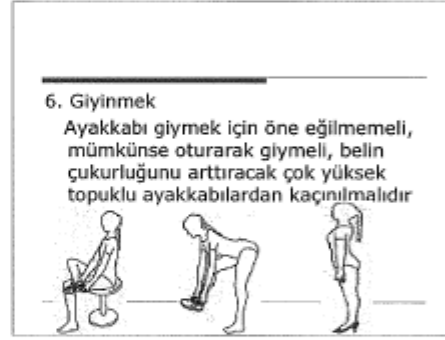 6. Giyinmek
Ayakkabı giymek için öne eğilmemeli,
mümkünse oturarak giymeli, belin
çukurluğunu arttıracak çok yüksek
topuklu ayakkabılardan kaçınılmalıdır